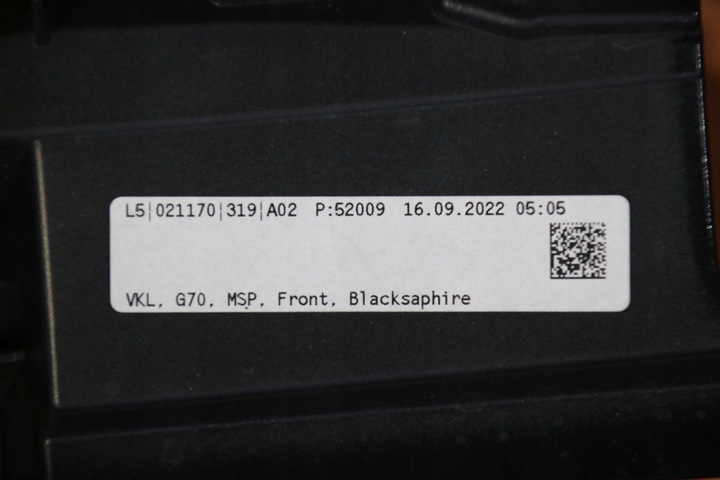 L5|021170|319|A02 P:52009 16.09.2022 05:05
VKL, G70, MSP, Front, Blacksaphire